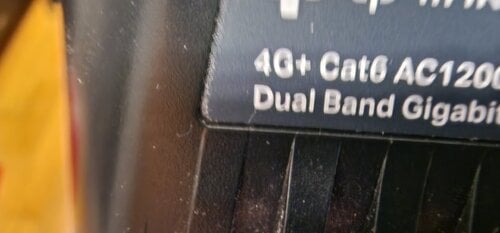 4G+ Cat6 AC1200
Dual Band Gigabit